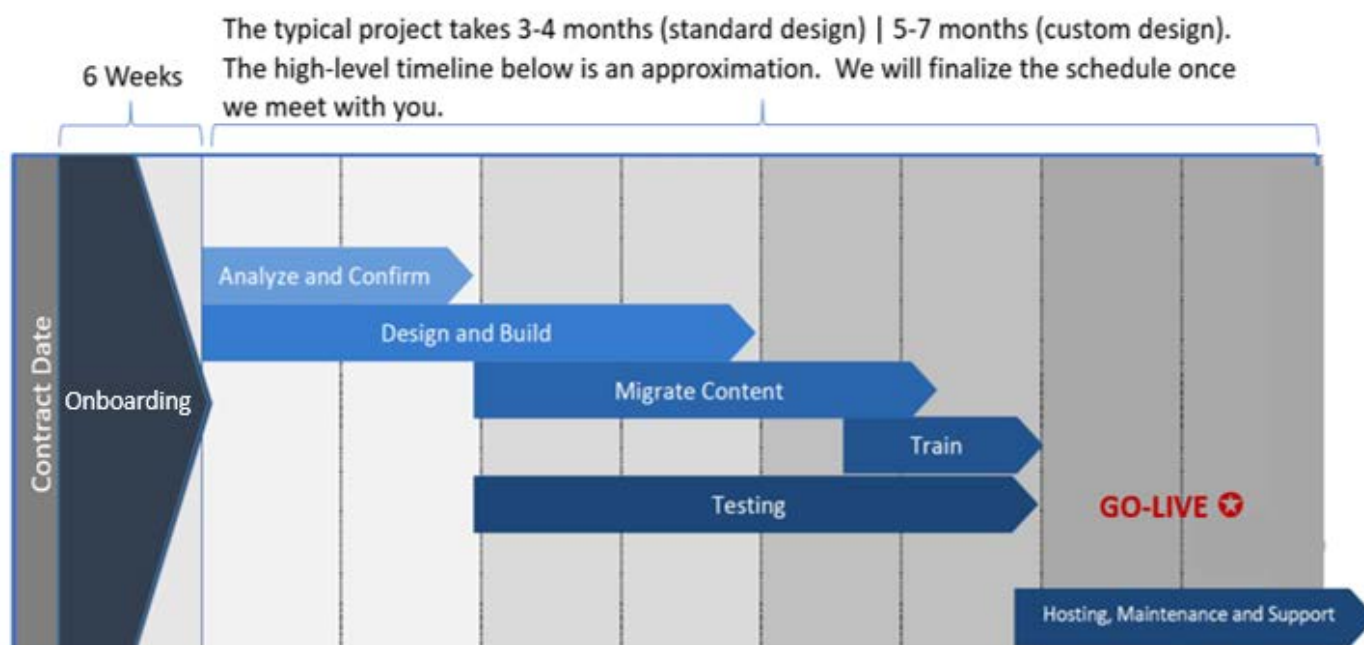 The typical project takes 3-4 months (standard design) | 5-7 months (custom design).
6 Weeks
The high-level timeline below is an approximation.  We will finalize the schedule once
we meet with you.
Contract Date
Onboarding
Analyze and Confirm
Design and Build
Migrate Content
Train
Testing
GO-LIVE
Hosting, Maintenance and Support